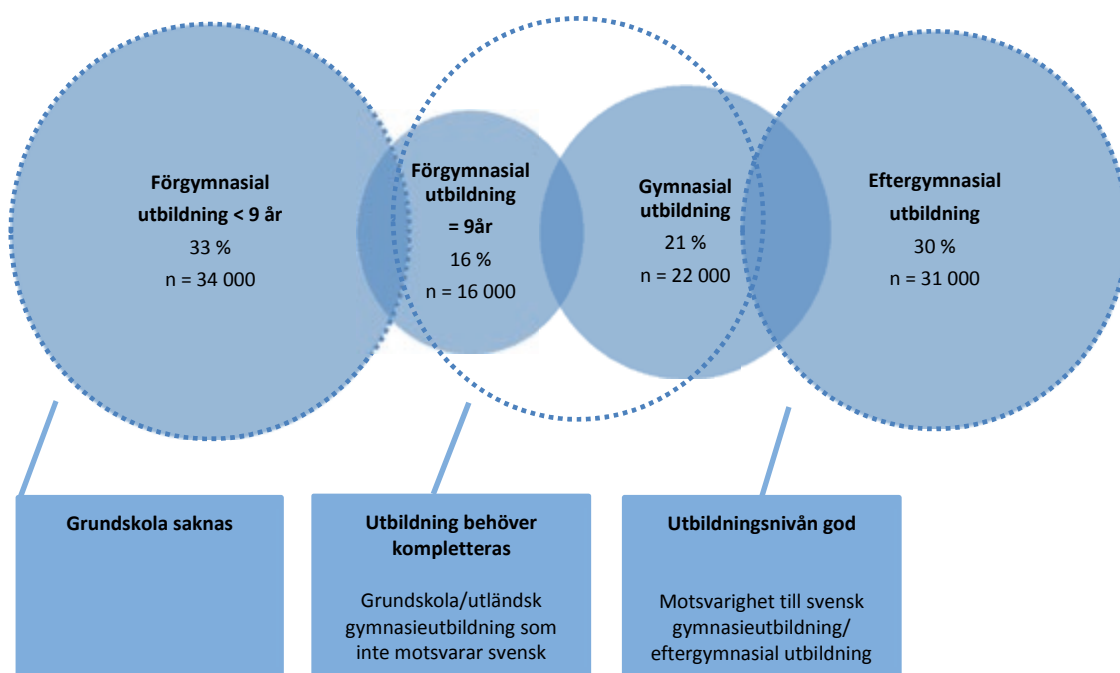 Förgymnasial
utbildning < 9 år
33 %
n = 34 000
Förgymnasial
utbildning
= 9år
16 %
n = 16 000
Gymnasial
utbildning
21 %
n = 22 000
Eftergymnasial
utbildning
30 %
n = 31 000
Grundskola saknas
Utbildning behöver
kompletteras
Grundskola/utländsk
gymnasieutbildning som
inte motsvarar svensk
Utbildningsnivån god
Motsvarighet till svensk
gymnasieutbildning/
eftergymnasial utbildning